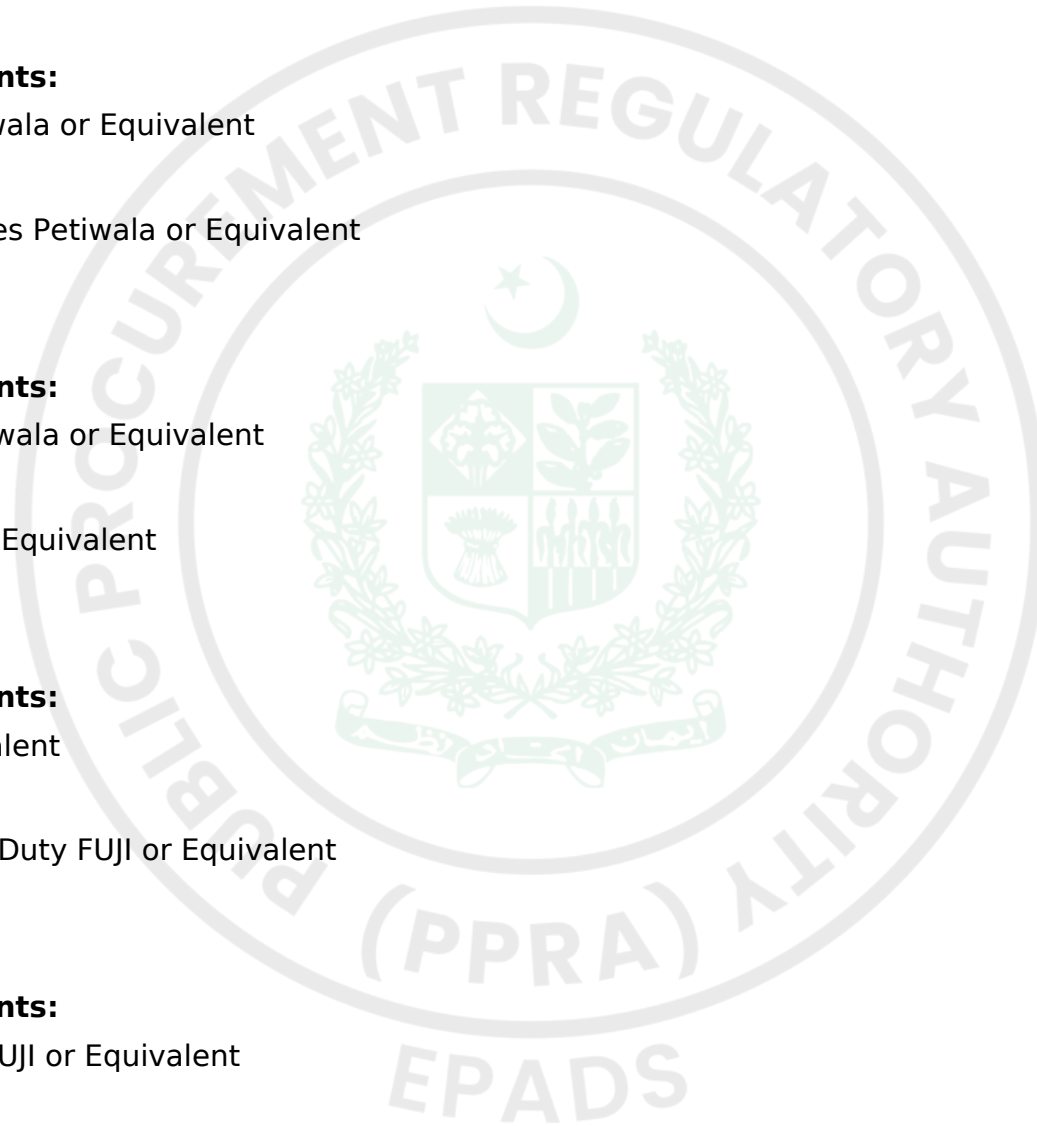 nts:
wala or Equivalent
es Petiwala or Equivalent
nts:
wala or Equivalent
Equivalent
nts:
lent
Duty FUJI or Equivalent
nts:
UJI or Equivalent
PUBLIC PROCUREMENT REGULATORY AUTHORITY
(PPRA)
EPADS